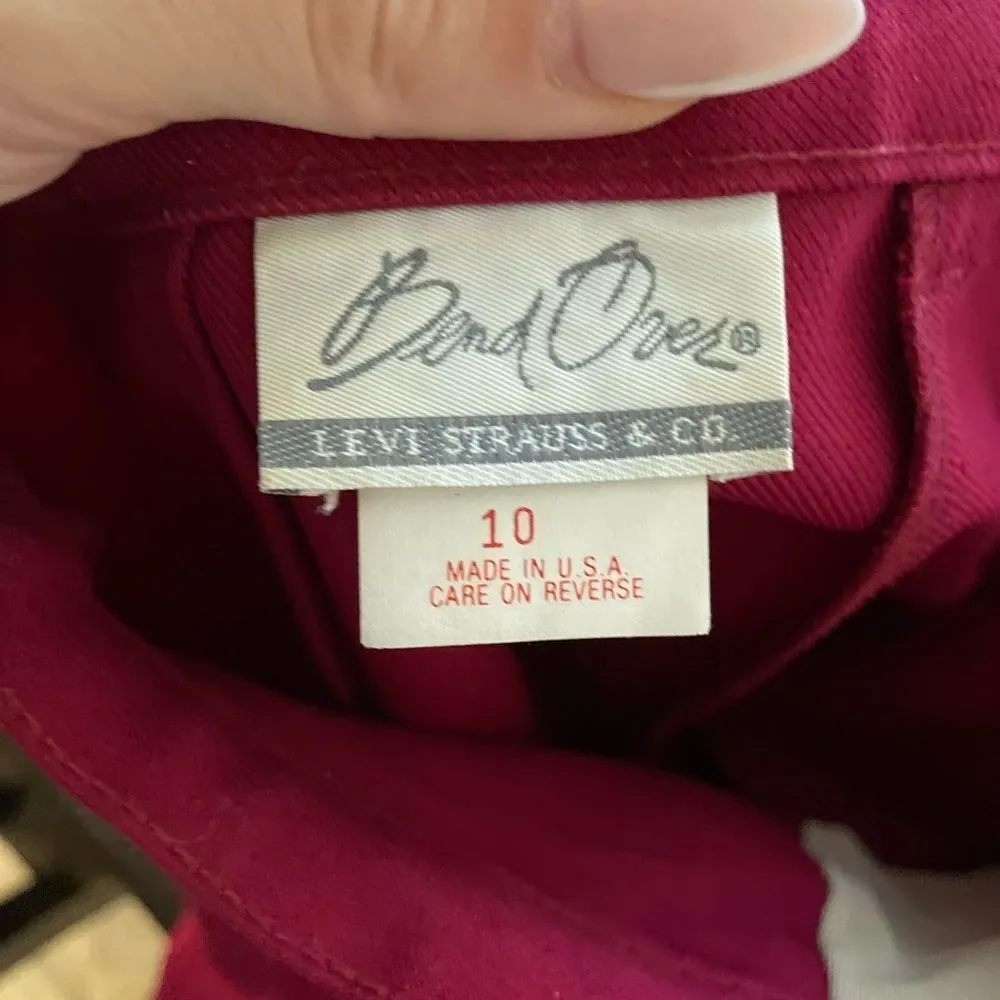 Bend Over®
LEVI STRAUSS & CO.
10
MADE IN U.S.A.
CARE ON REVERSE